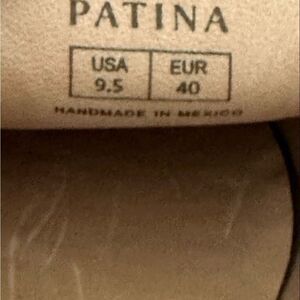 PATINA
USA EUR
9.5 40
HANDMADE IN MEXICO